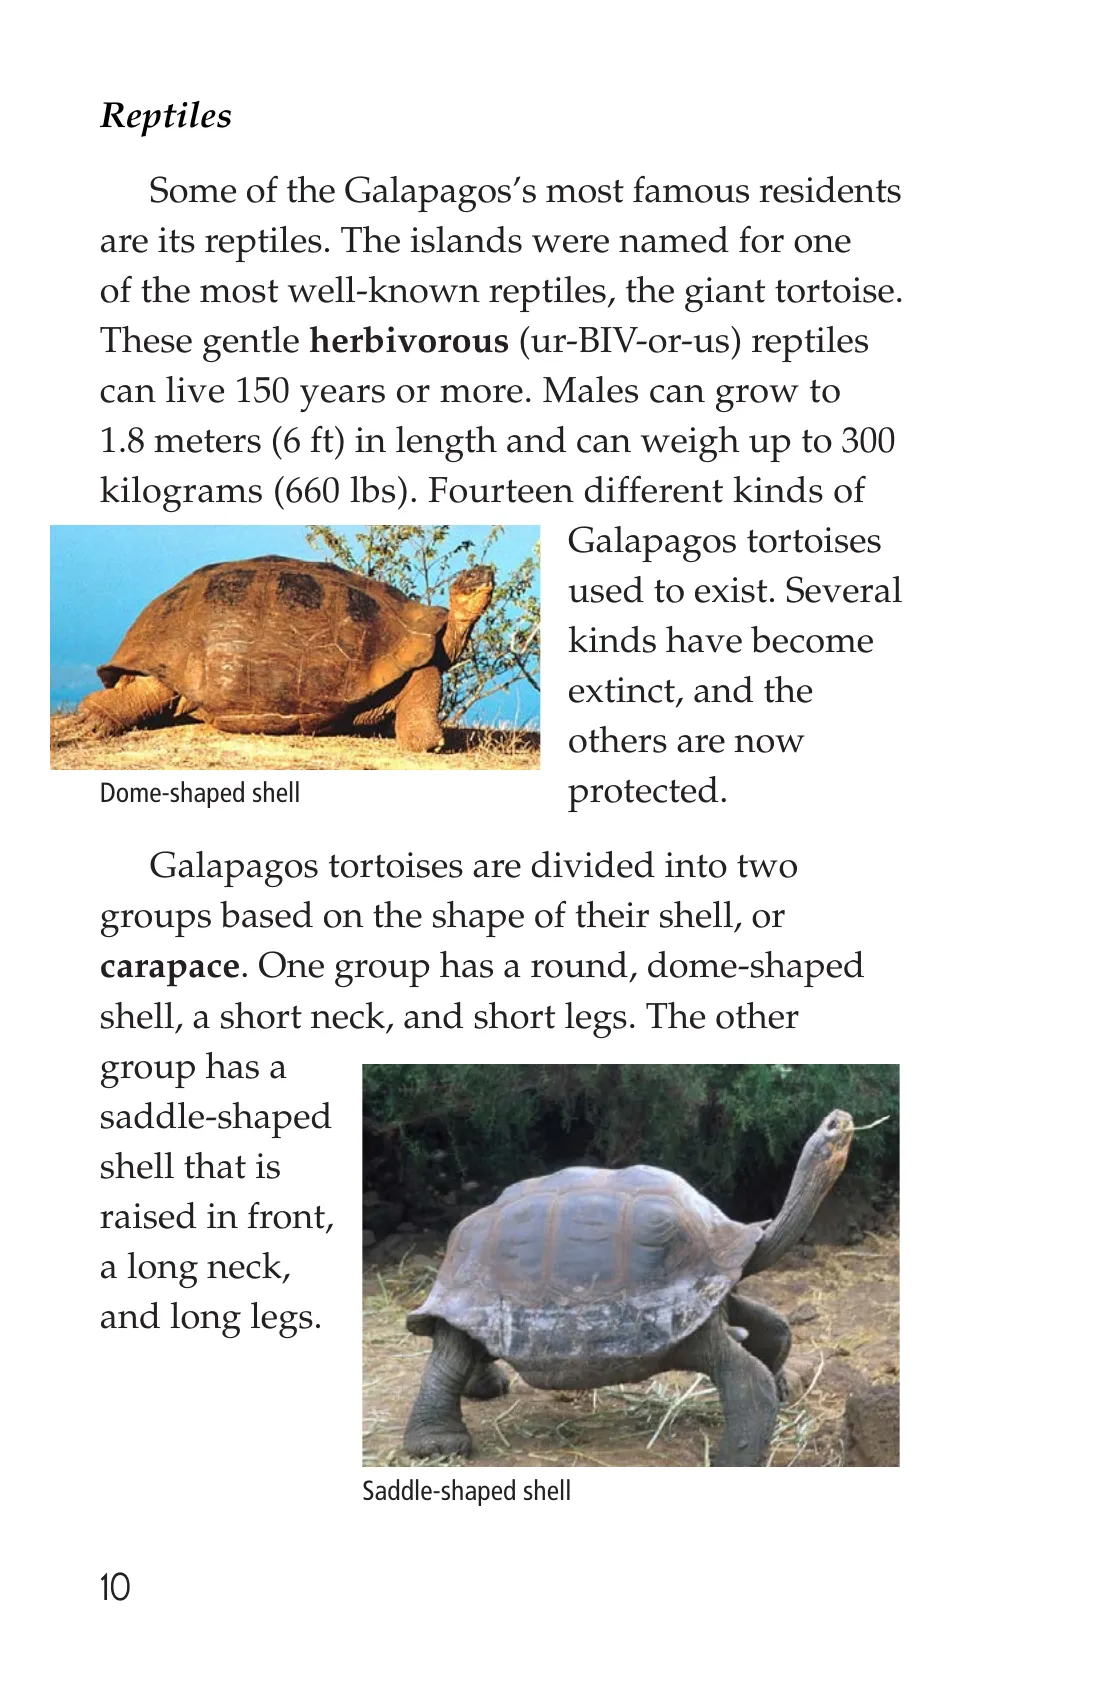 Reptiles
Some of the Galapagos’s most famous residents
are its reptiles. The islands were named for one
of the most well-known reptiles, the giant tortoise.
These gentle herbivorous (ur-BIV-or-us) reptiles
can live 150 years or more. Males can grow to
1.8 meters (6 ft) in length and can weigh up to 300
kilograms (660 lbs). Fourteen different kinds of
Galapagos tortoises
used to exist. Several
kinds have become
extinct, and the
others are now
protected.
Dome-shaped shell
Galapagos tortoises are divided into two
groups based on the shape of their shell, or
carapace. One group has a round, dome-shaped
shell, a short neck, and short legs. The other
group has a
saddle-shaped
shell that is
raised in front,
a long neck,
and long legs.
Saddle-shaped shell
10